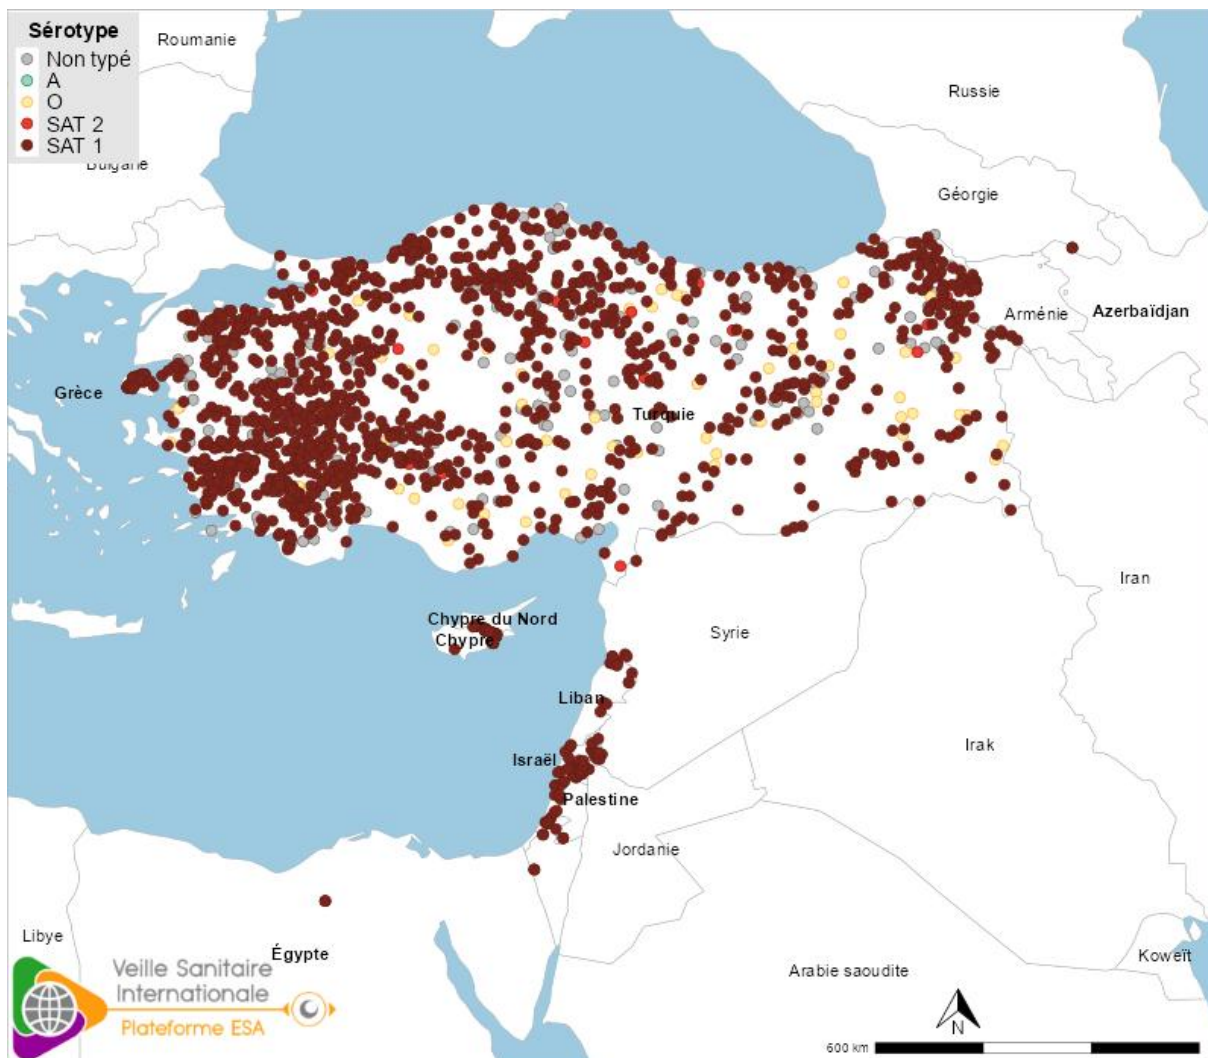 Sérotype
Non typé
A
O
SAT 2
SAT 1
Roumanie
Russie
Bulgarie
Géorgie
Arménie
Azerbaïdjan
Grèce
Turquie
Iran
Chypre du Nord
Chypre
Syrie
Liban
Irak
Israël
Palestine
Jordanie
Libye
Égypte
Koweït
Arabie saoudite
Veille Sanitaire
Internationale
Plateforme ESA
N
600 km